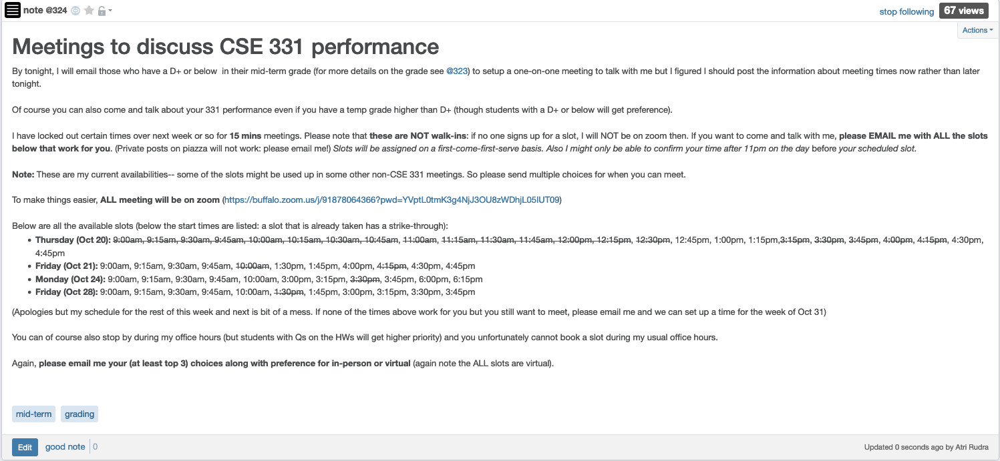 note @324
stop following 67 views
Actions
Meetings to discuss CSE 331 performance
By tonight, I will email those who have a D+ or below in their mid-term grade (for more details on the grade see @323) to setup a one-on-one meeting to talk with me but I figured I should post the information about meeting times now rather than later
tonight.
Of course you can also come and talk about your 331 performance even if you have a temp grade higher than D+ (though students with a D+ or below will get preference).
I have locked out certain times over next week or so for 15 mins meetings. Please note that these are NOT walk-ins: if no one signs up for a slot, I will NOT be on zoom then. If you want to come and talk with me, please EMAIL me with ALL the slots
below that work for you. (Private posts on piazza will not work: please email me!) Slots will be assigned on a first-come-first-serve basis. Also I might only be able to confirm your time after 11pm on the day before your scheduled slot.
Note: These are my current availabilities-- some of the slots might be used up in some other non-CSE 331 meetings. So please send multiple choices for when you can meet.
To make things easier, ALL meeting will be on zoom (https://buffalo.zoom.us/j/91878064366?pwd=YVptL0tmK3g4NjJ3OU8zWDhjL05IUT09)
Below are all the available slots (below the start times are listed: a slot that is already taken has a strike-through):
• Thursday (Oct 20): 9:00am, 9:15am, 9:30am, 9:45am, 10:00am, 10:15am, 10:30am, 10:45am, 11:00am, 11:15am, 11:30am, 11:45am, 12:00pm, 12:15pm, 12:30pm, 12:45pm, 1:00pm, 1:15pm,3:15pm, 3:30pm, 3:45pm, 4:00pm, 4:15pm, 4:30pm,
4:45pm
• Friday (Oct 21): 9:00am, 9:15am, 9:30am, 9:45am, 10:00am, 1:30pm, 1:45pm, 4:00pm, 4:15pm, 4:30pm, 4:45pm
• Monday (Oct 24): 9:00am, 9:15am, 9:30am, 9:45am, 10:00am, 3:00pm, 3:15pm, 3:30pm, 3:45pm, 6:00pm, 6:15pm
• Friday (Oct 28): 9:00am, 9:15am, 9:30am, 9:45am, 10:00am, 1:30pm, 1:45pm, 3:00pm, 3:15pm, 3:30pm, 3:45pm
(Apologies but my schedule for the rest of this week and next is bit of a mess. If none of the times above work for you but you still want to meet, please email me and we can set up a time for the week of Oct 31)
You can of course also stop by during my office hours (but students with Qs on the HWs will get higher priority) and you unfortunately cannot book a slot during my usual office hours.
Again, please email me your (at least top 3) choices along with preference for in-person or virtual (again note the ALL slots are virtual).
mid-term grading
Edit good note 0
Updated 0 seconds ago by Atri Rudra